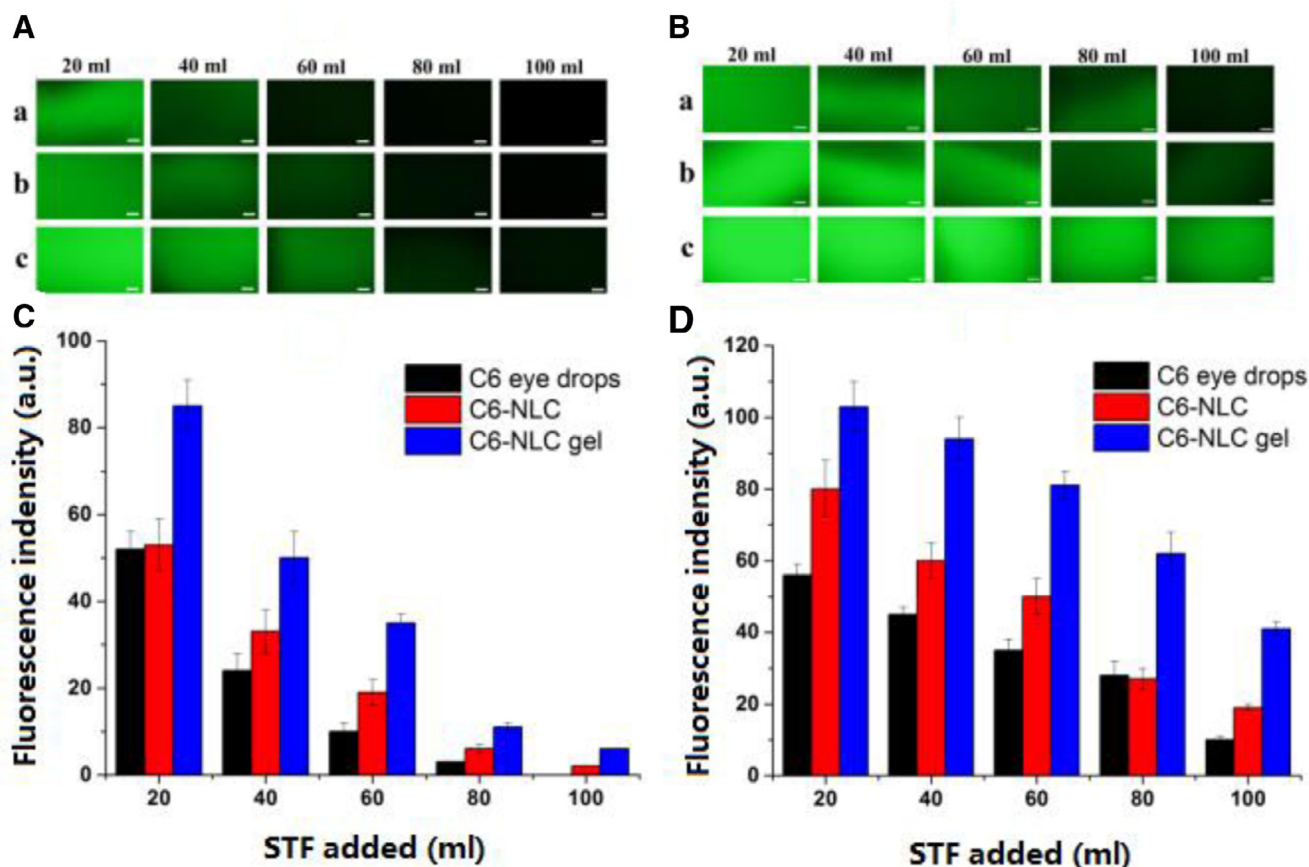 A
20 ml 40 ml 60 ml 80 ml 100 ml
a
b
c
B
20 ml 40 ml 60 ml 80 ml 100 ml
a
b
c
C
Fluorescence indensity (a.u.)
100
80
60
40
20
0
C6 eye drops
C6-NLC
C6-NLC gel
20 40 60 80 100
STF added (ml)
D
Fluorescence indensity (a.u.)
120
100
80
60
40
20
0
C6 eye drops
C6-NLC
C6-NLC gel
20 40 60 80 100
STF added (ml)